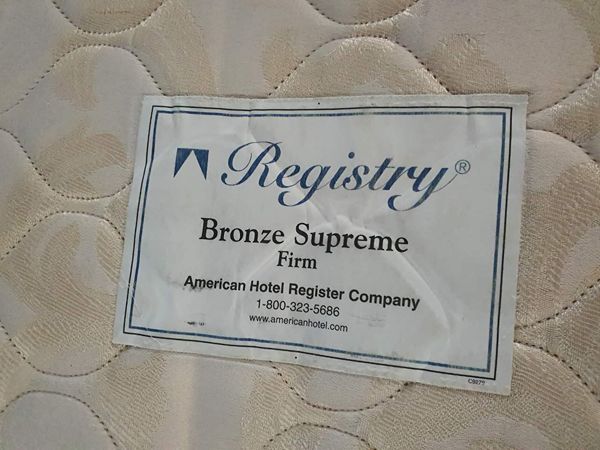 Registry®
Bronze Supreme
Firm
American Hotel Register Company
1-800-323-5686
www.americanhotel.com